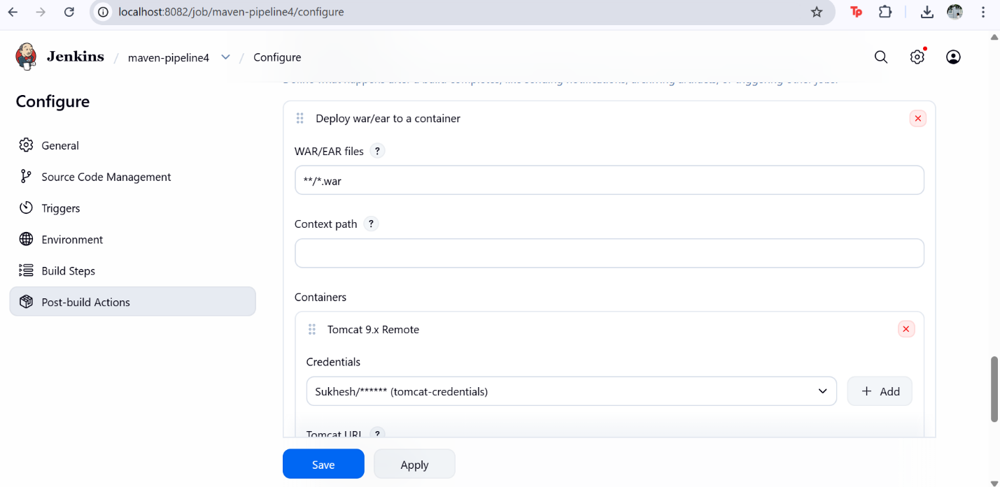 localhost:8082/job/maven-pipeline4/configure
Tp
Jenkins / maven-pipeline4 / Configure
Define what happens after a build completes, like sending notifications, archiving artifacts, or triggering other jobs.
Configure
General
Source Code Management
Triggers
Environment
Build Steps
Post-build Actions
Deploy war/ear to a container
WAR/EAR files ?
**/*.war
Context path ?
Containers
Tomcat 9.x Remote
Credentials
Sukhesh/****** (tomcat-credentials)
+ Add
Tomcat URL ?
Save
Apply